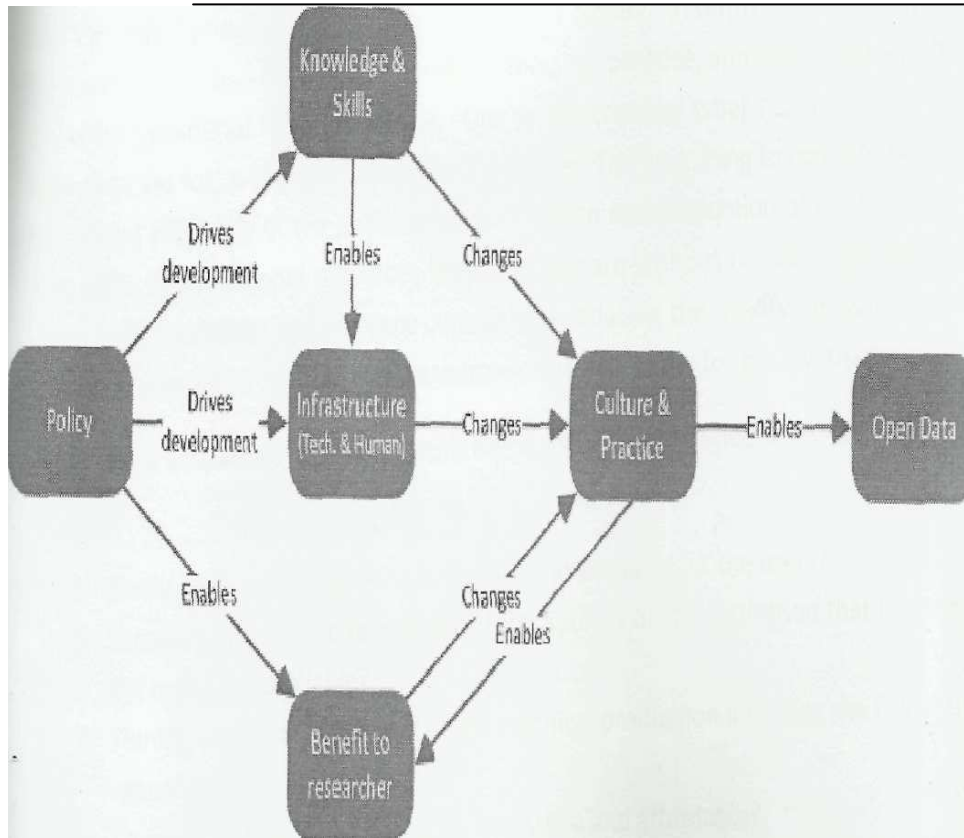 Knowledge &
Skills
Drives
development
Enables
Changes
Policy
Drives
development
Infrastructure
(Tech. & Human)
Changes
Culture &
Practice
Enables
Open Data
Enables
Changes
Enables
Benefit to
researcher